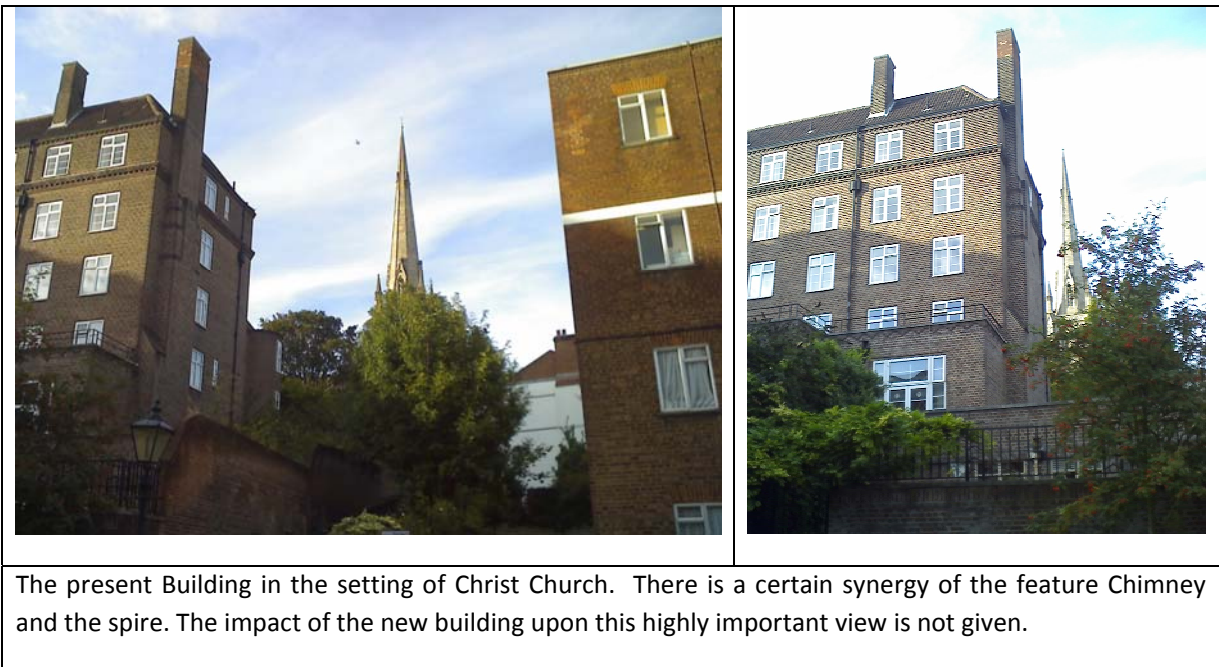 The present Building in the setting of Christ Church. There is a certain synergy of the feature Chimney
and the spire. The impact of the new building upon this highly important view is not given.